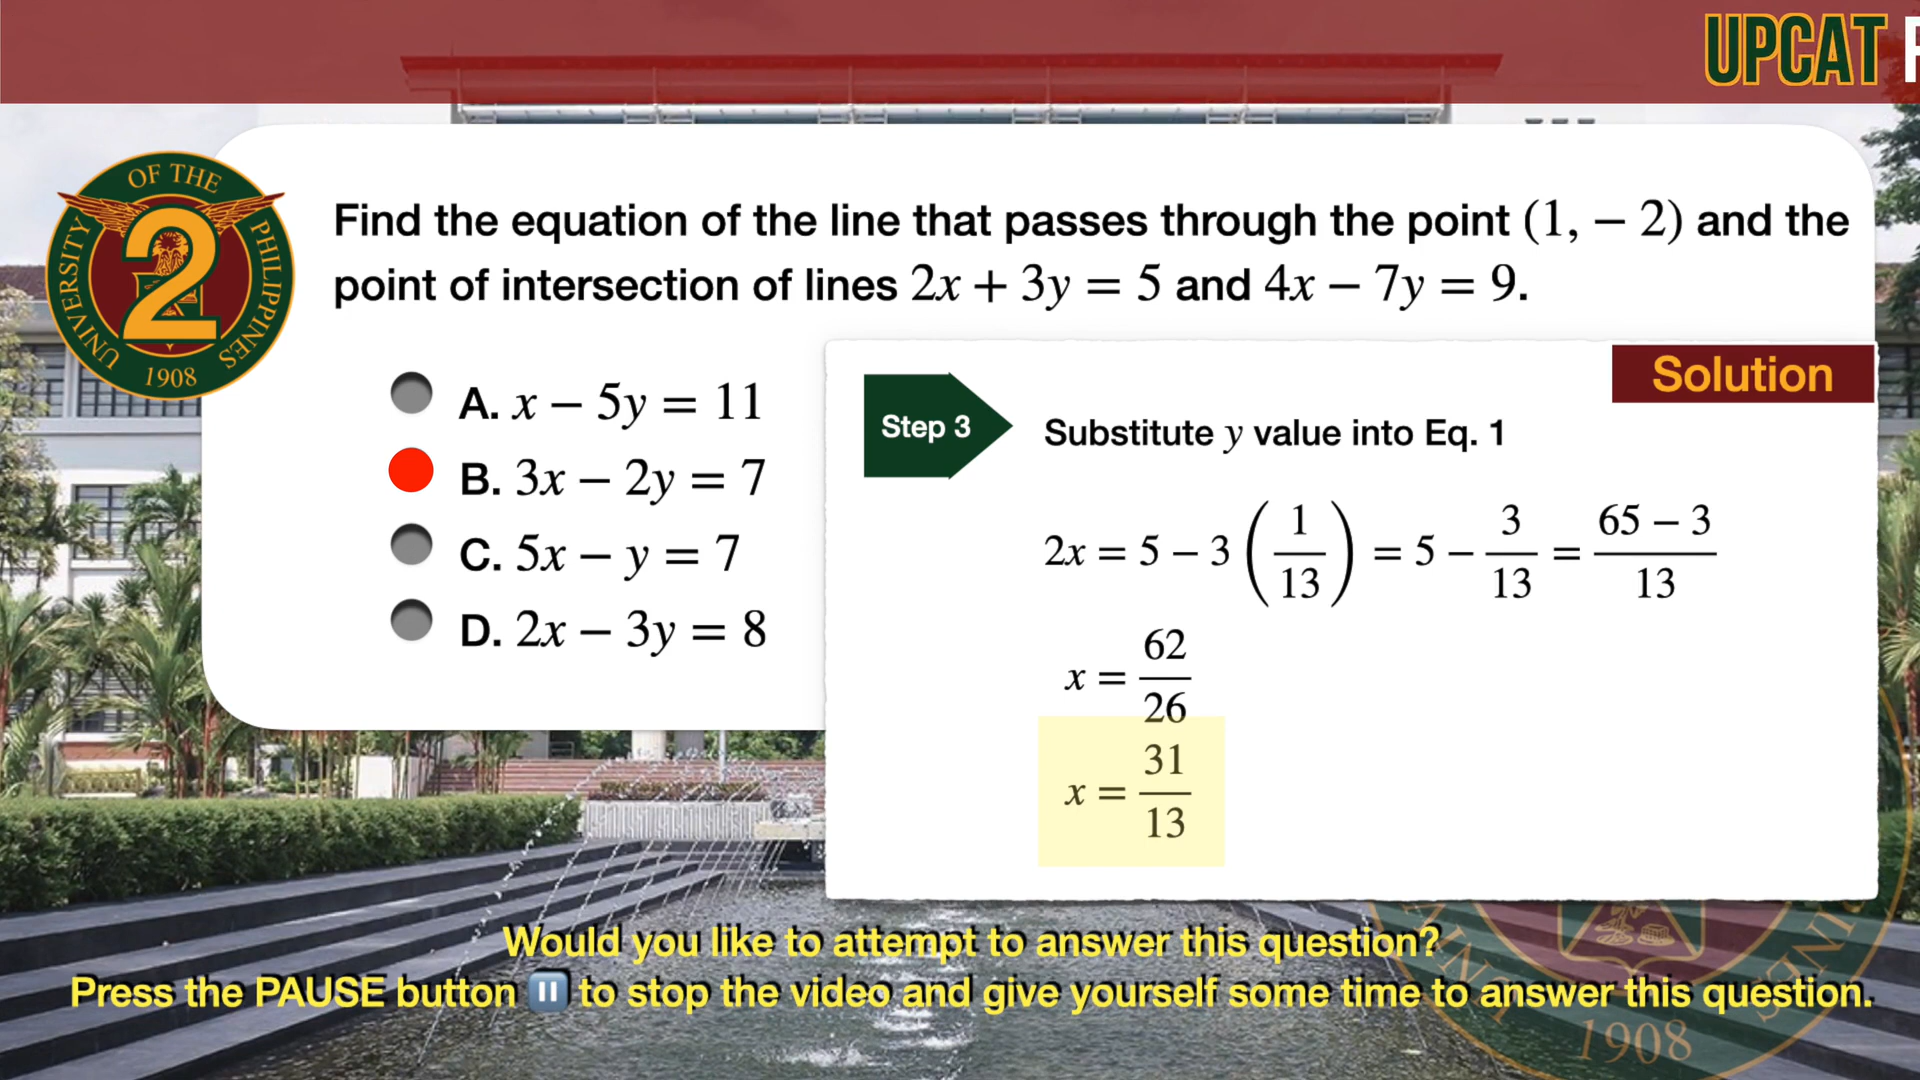 UPCAT
OF THE
UNIVERSITY
PHILIPPINES
1908
2
Find the equation of the line that passes through the point (1, − 2) and the
point of intersection of lines 2x + 3y = 5 and 4x − 7y = 9.
A. x − 5y = 11
B. 3x − 2y = 7
C. 5x − y = 7
D. 2x − 3y = 8
Solution
Step 3
Substitute y value into Eq. 1
2x = 5 − 3 (1/13) = 5 − 3/13 = (65 − 3)/13
x = 62/26
x = 31/13
Would you like to attempt to answer this question?
Press the PAUSE button ⏸ to stop the video and give yourself some time to answer this question.
1908